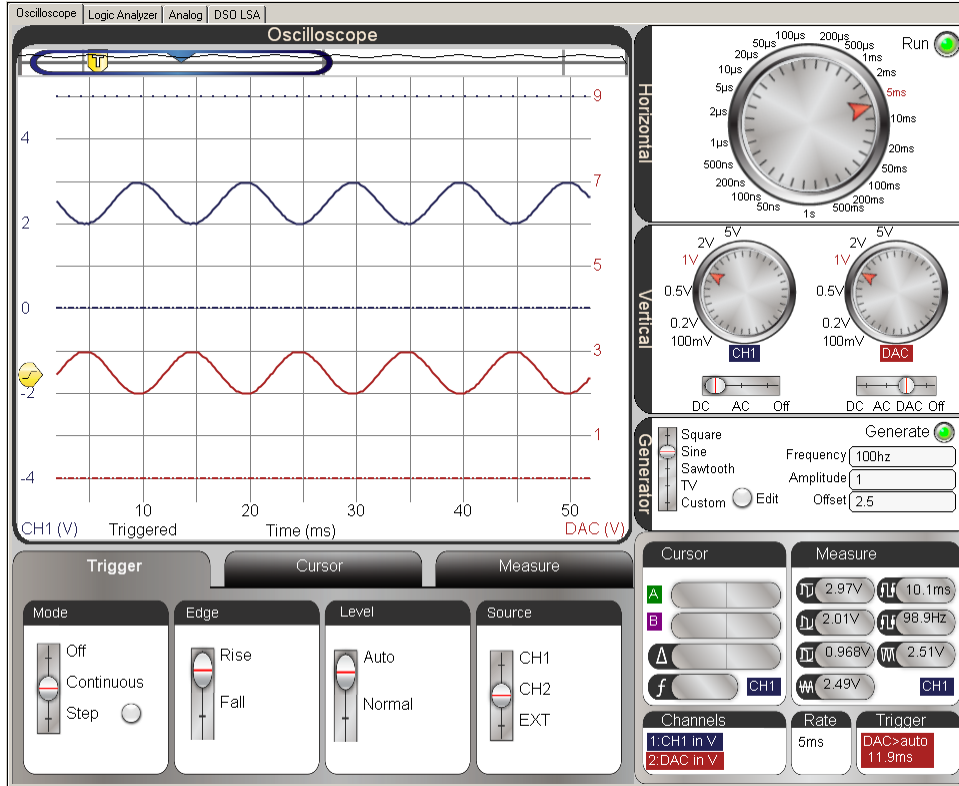 Oscilloscope Logic Analyzer Analog DSO LSA
Oscilloscope
T
9
4
7
2
5
0
3
-2
1
-4
10 20 30 40 50
CH1 (V) Triggered Time (ms) DAC (V)
Horizontal
Run
50ns
100ns
200ns
500ns
1µs
2µs
5µs
10µs
20µs
50µs
100µs
200µs
500µs
1ms
2ms
5ms
10ms
20ms
50ms
100ms
200ms
500ms
1s
Vertical
5V
2V
1V
0.5V
0.2V
100mV
CH1
DC AC Off
5V
2V
1V
0.5V
0.2V
100mV
DAC
DC AC DAC Off
Generator
Square
Sine
Sawtooth
TV
Custom
Edit
Generate
Frequency 100hz
Amplitude 1
Offset 2.5
Trigger Cursor Measure
Mode
Off
Continuous
Step
Edge
Rise
Fall
Level
Auto
Normal
Source
CH1
CH2
EXT
Cursor
A
B
Δ
f CH1
Measure
2.97V 10.1ms
2.01V 98.9Hz
0.968V 2.51V
2.49V CH1
Channels
1:CH1 in V
2:DAC in V
Rate
5ms
Trigger
DAC>auto
11.9ms